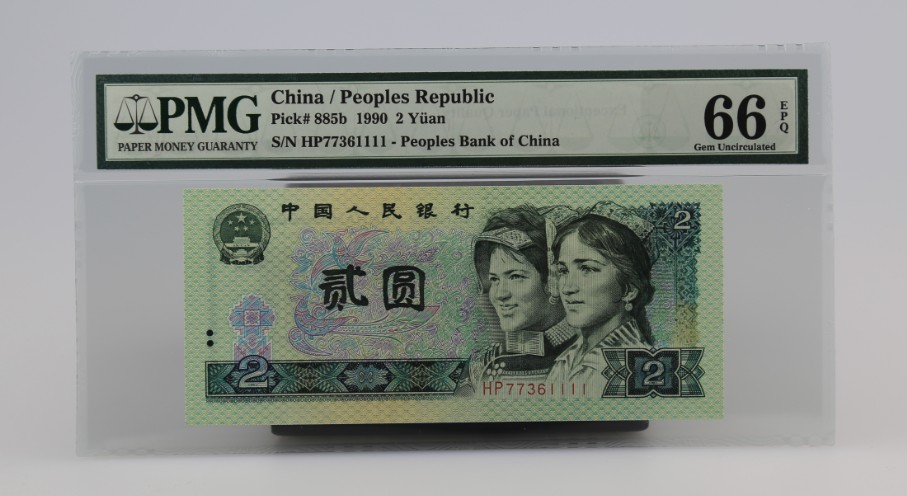 PMG
PAPER MONEY GUARANTY
China / Peoples Republic
Pick# 885b 1990 2 Yüan
S/N HP77361111 - Peoples Bank of China
66
EPQ
Gem Uncirculated
中国人民银行
2
贰圆
2
HP77361111
2